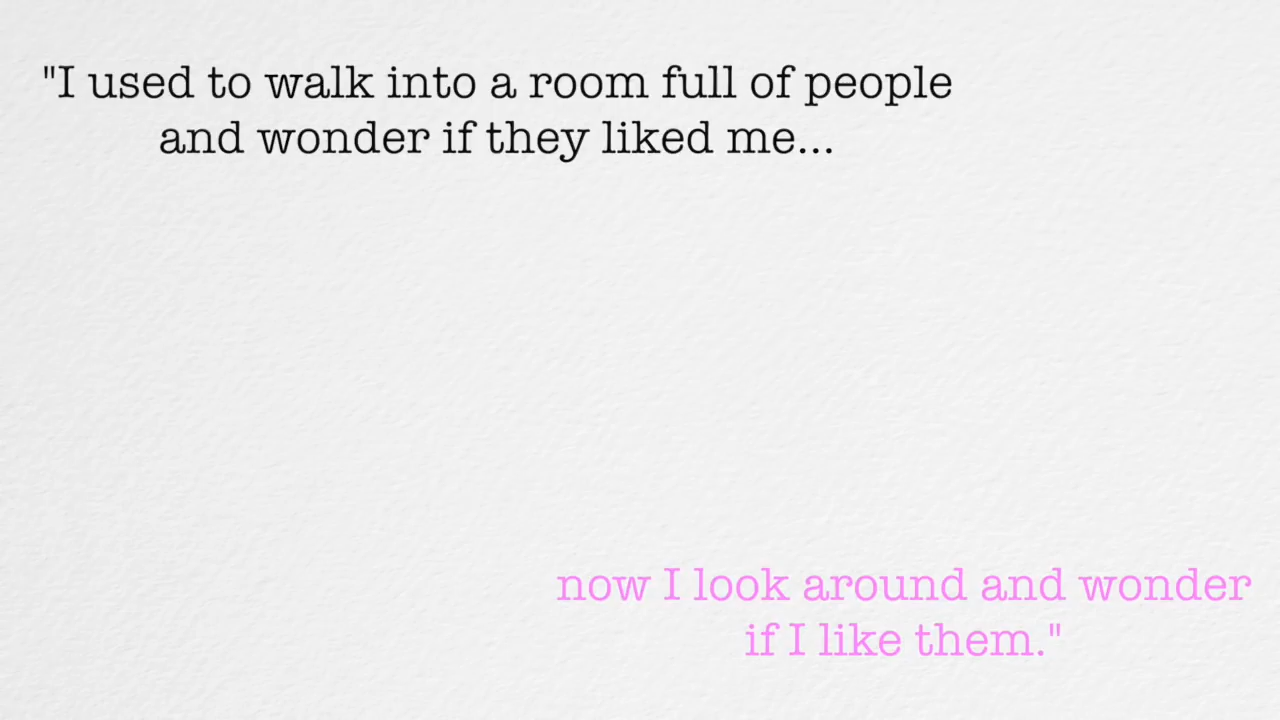 "I used to walk into a room full of people
and wonder if they liked me...
now I look around and wonder
if I like them."